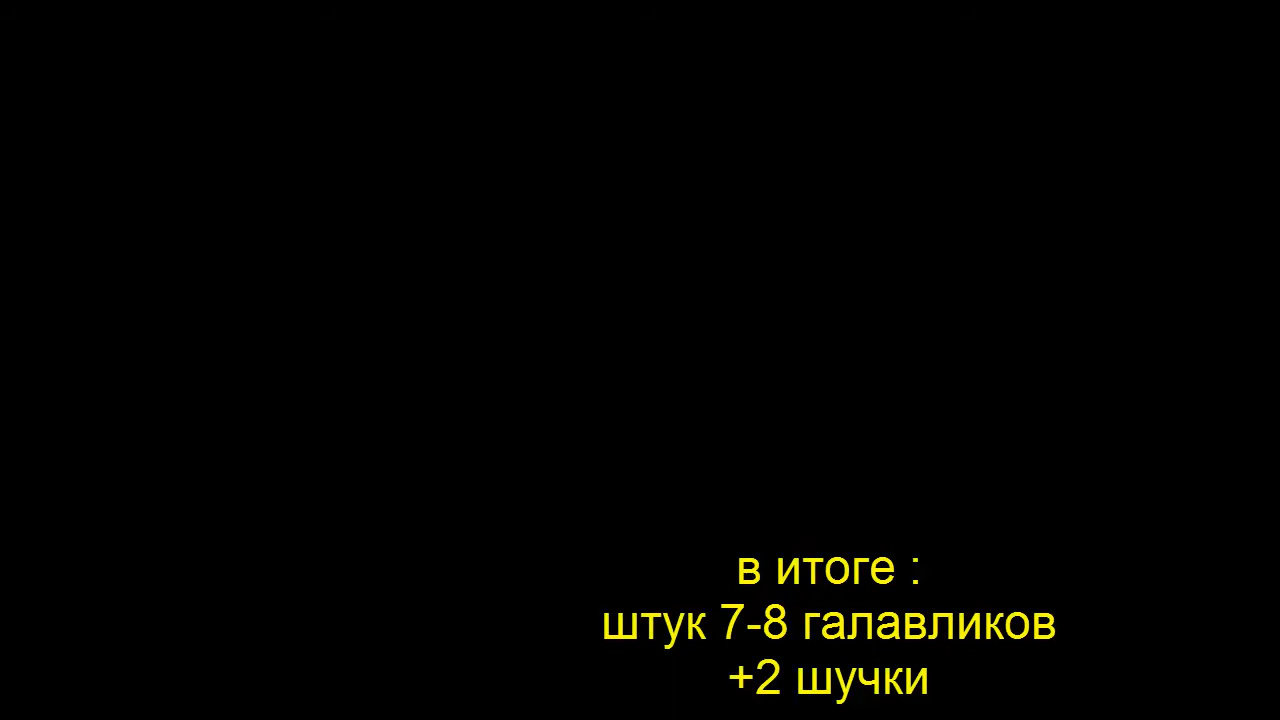 в итоге :
штук 7-8 галавликов
+2 шучки